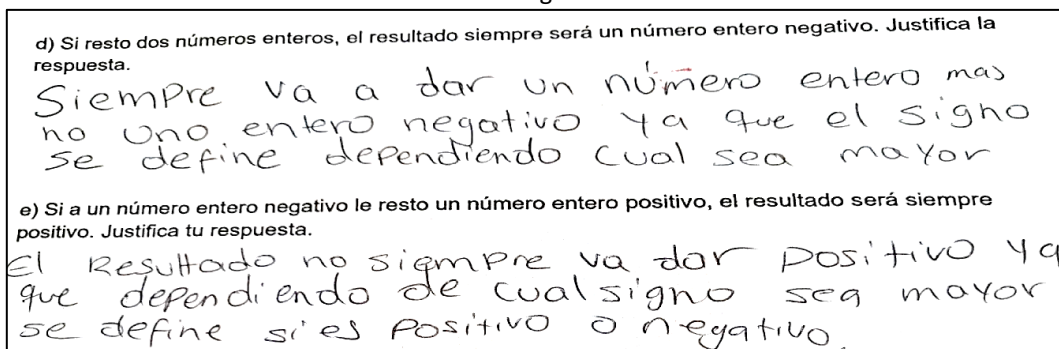 d) Si resto dos números enteros, el resultado siempre será un número entero negativo. Justifica la
respuesta.
Siempre va a dar un número entero mas
no uno entero negativo ya que el signo
se define dependiendo cual sea mayor
e) Si a un número entero negativo le resto un número entero positivo, el resultado será siempre
positivo. Justifica tu respuesta.
El Resultado no siempre va dar positivo ya
que dependiendo de cual signo sea mayor
se define si es positivo o negativo.